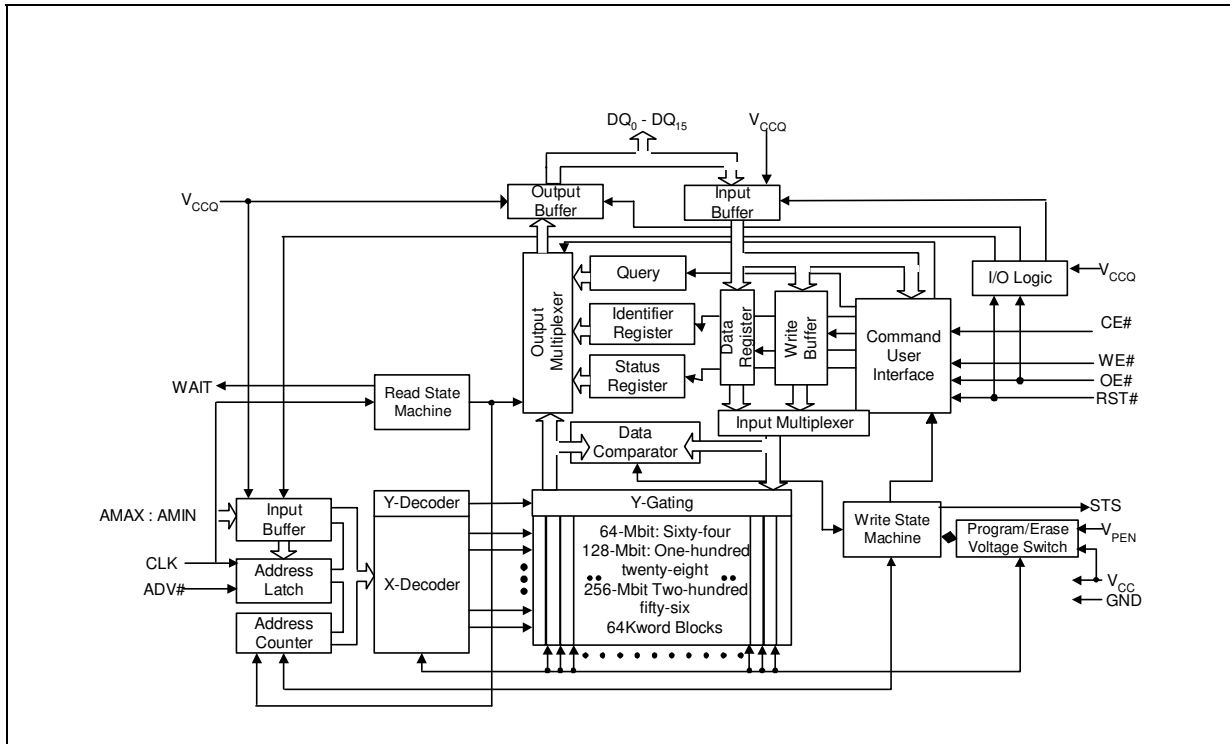 DQ0 - DQ15
VCCQ
VCCQ
Output
Buffer
Input
Buffer
Output
Multiplexer
Query
Identifier
Register
Status
Register
Data
Register
Write
Buffer
Command
User
Interface
I/O Logic
VCCQ
CE#
WE#
OE#
RST#
WAIT
Read State
Machine
Input Multiplexer
Data
Comparator
AMAX : AMIN
Input
Buffer
CLK
Address
Latch
ADV#
Address
Counter
Y-Decoder
X-Decoder
Y-Gating
64-Mbit: Sixty-four
128-Mbit: One-hundred
twenty-eight
256-Mbit Two-hundred
fifty-six
64Kword Blocks
Write State
Machine
Program/Erase
Voltage Switch
STS
VPEN
VCC
GND